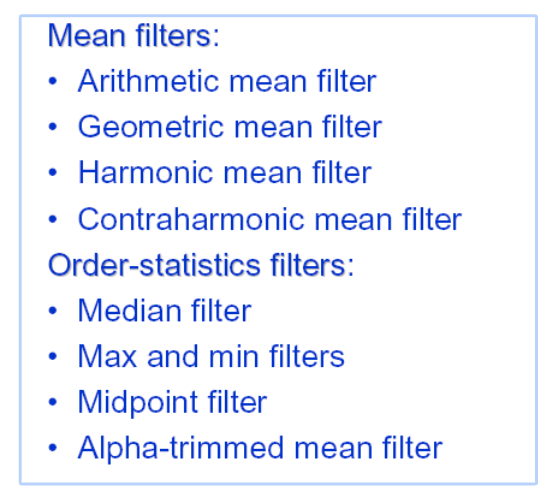 Mean filters:
• Arithmetic mean filter
• Geometric mean filter
• Harmonic mean filter
• Contraharmonic mean filter
Order-statistics filters:
• Median filter
• Max and min filters
• Midpoint filter
• Alpha-trimmed mean filter